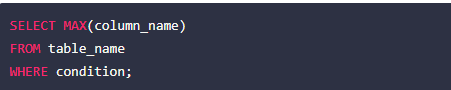 SELECT MAX(column_name)
FROM table_name
WHERE condition;